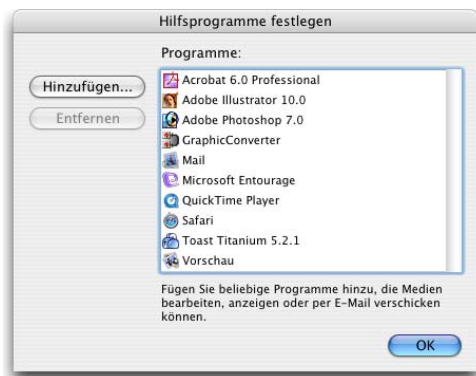 Hilfsprogramme festlegen
Programme:
Hinzufügen...
Entfernen
Acrobat 6.0 Professional
Adobe Illustrator 10.0
Adobe Photoshop 7.0
GraphicConverter
Mail
Microsoft Entourage
QuickTime Player
Safari
Toast Titanium 5.2.1
Vorschau
Fügen Sie beliebige Programme hinzu, die Medien
bearbeiten, anzeigen oder per E-Mail verschicken
können.
OK